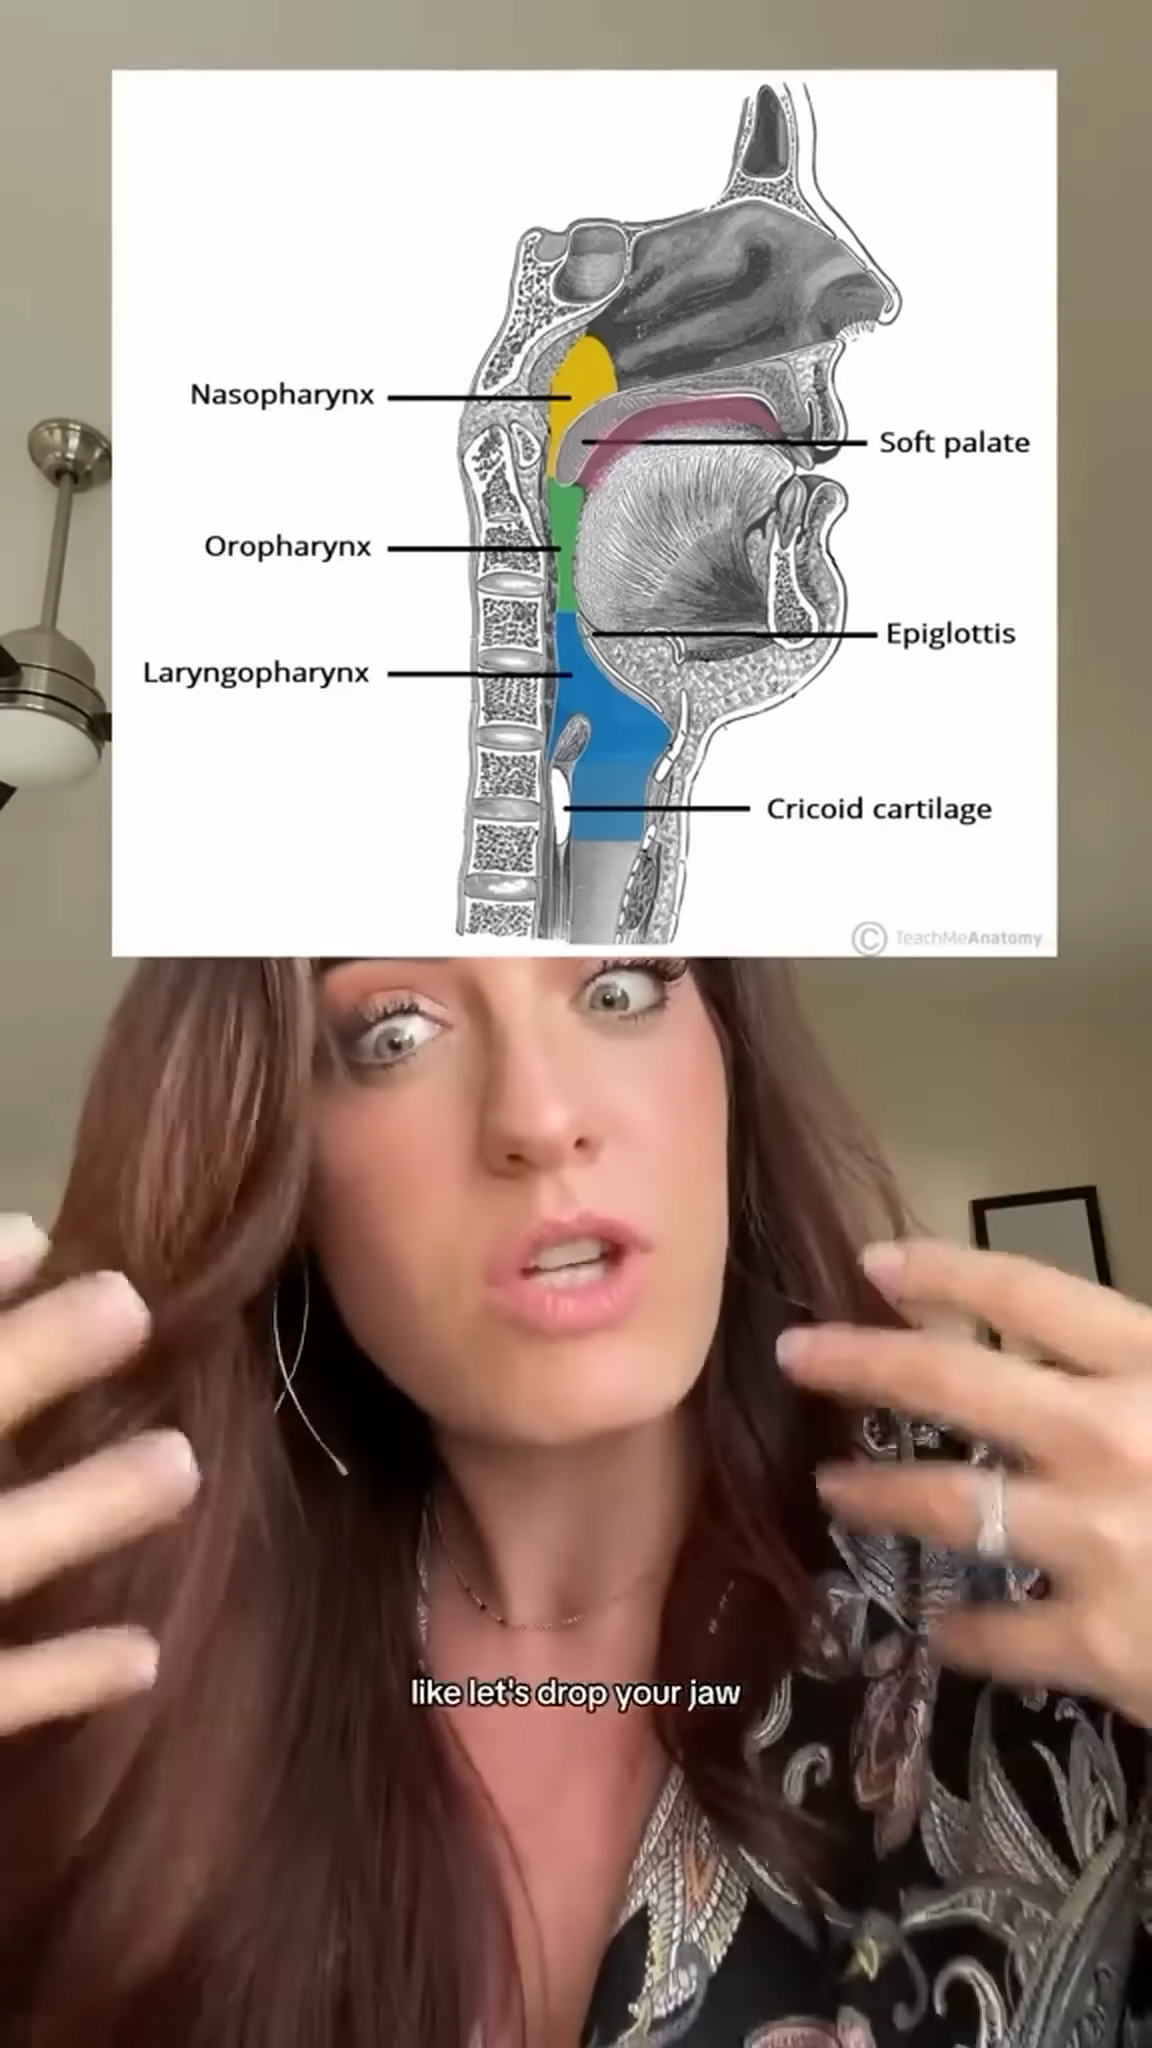 Nasopharynx
Soft palate
Oropharynx
Epiglottis
Laryngopharynx
Cricoid cartilage
© TeachMeAnatomy
like let's drop your jaw